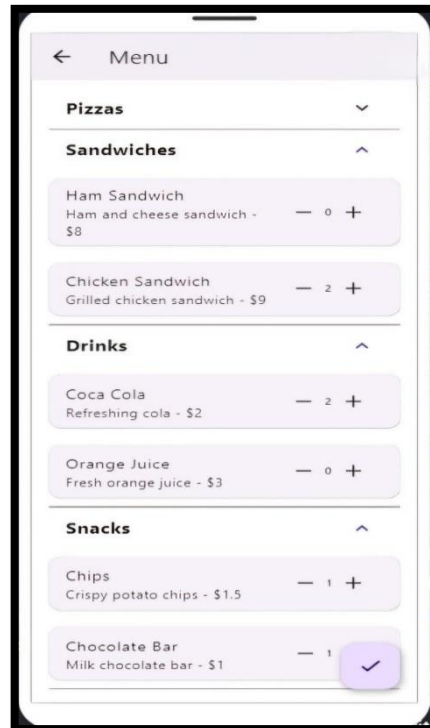 Menu
Pizzas
Sandwiches
Ham Sandwich
Ham and cheese sandwich -
$8
0
Chicken Sandwich
Grilled chicken sandwich - $9
2
Drinks
Coca Cola
Refreshing cola - $2
2
Orange Juice
Fresh orange juice - $3
0
Snacks
Chips
Crispy potato chips - $1.5
1
Chocolate Bar
Milk chocolate bar - $1
1